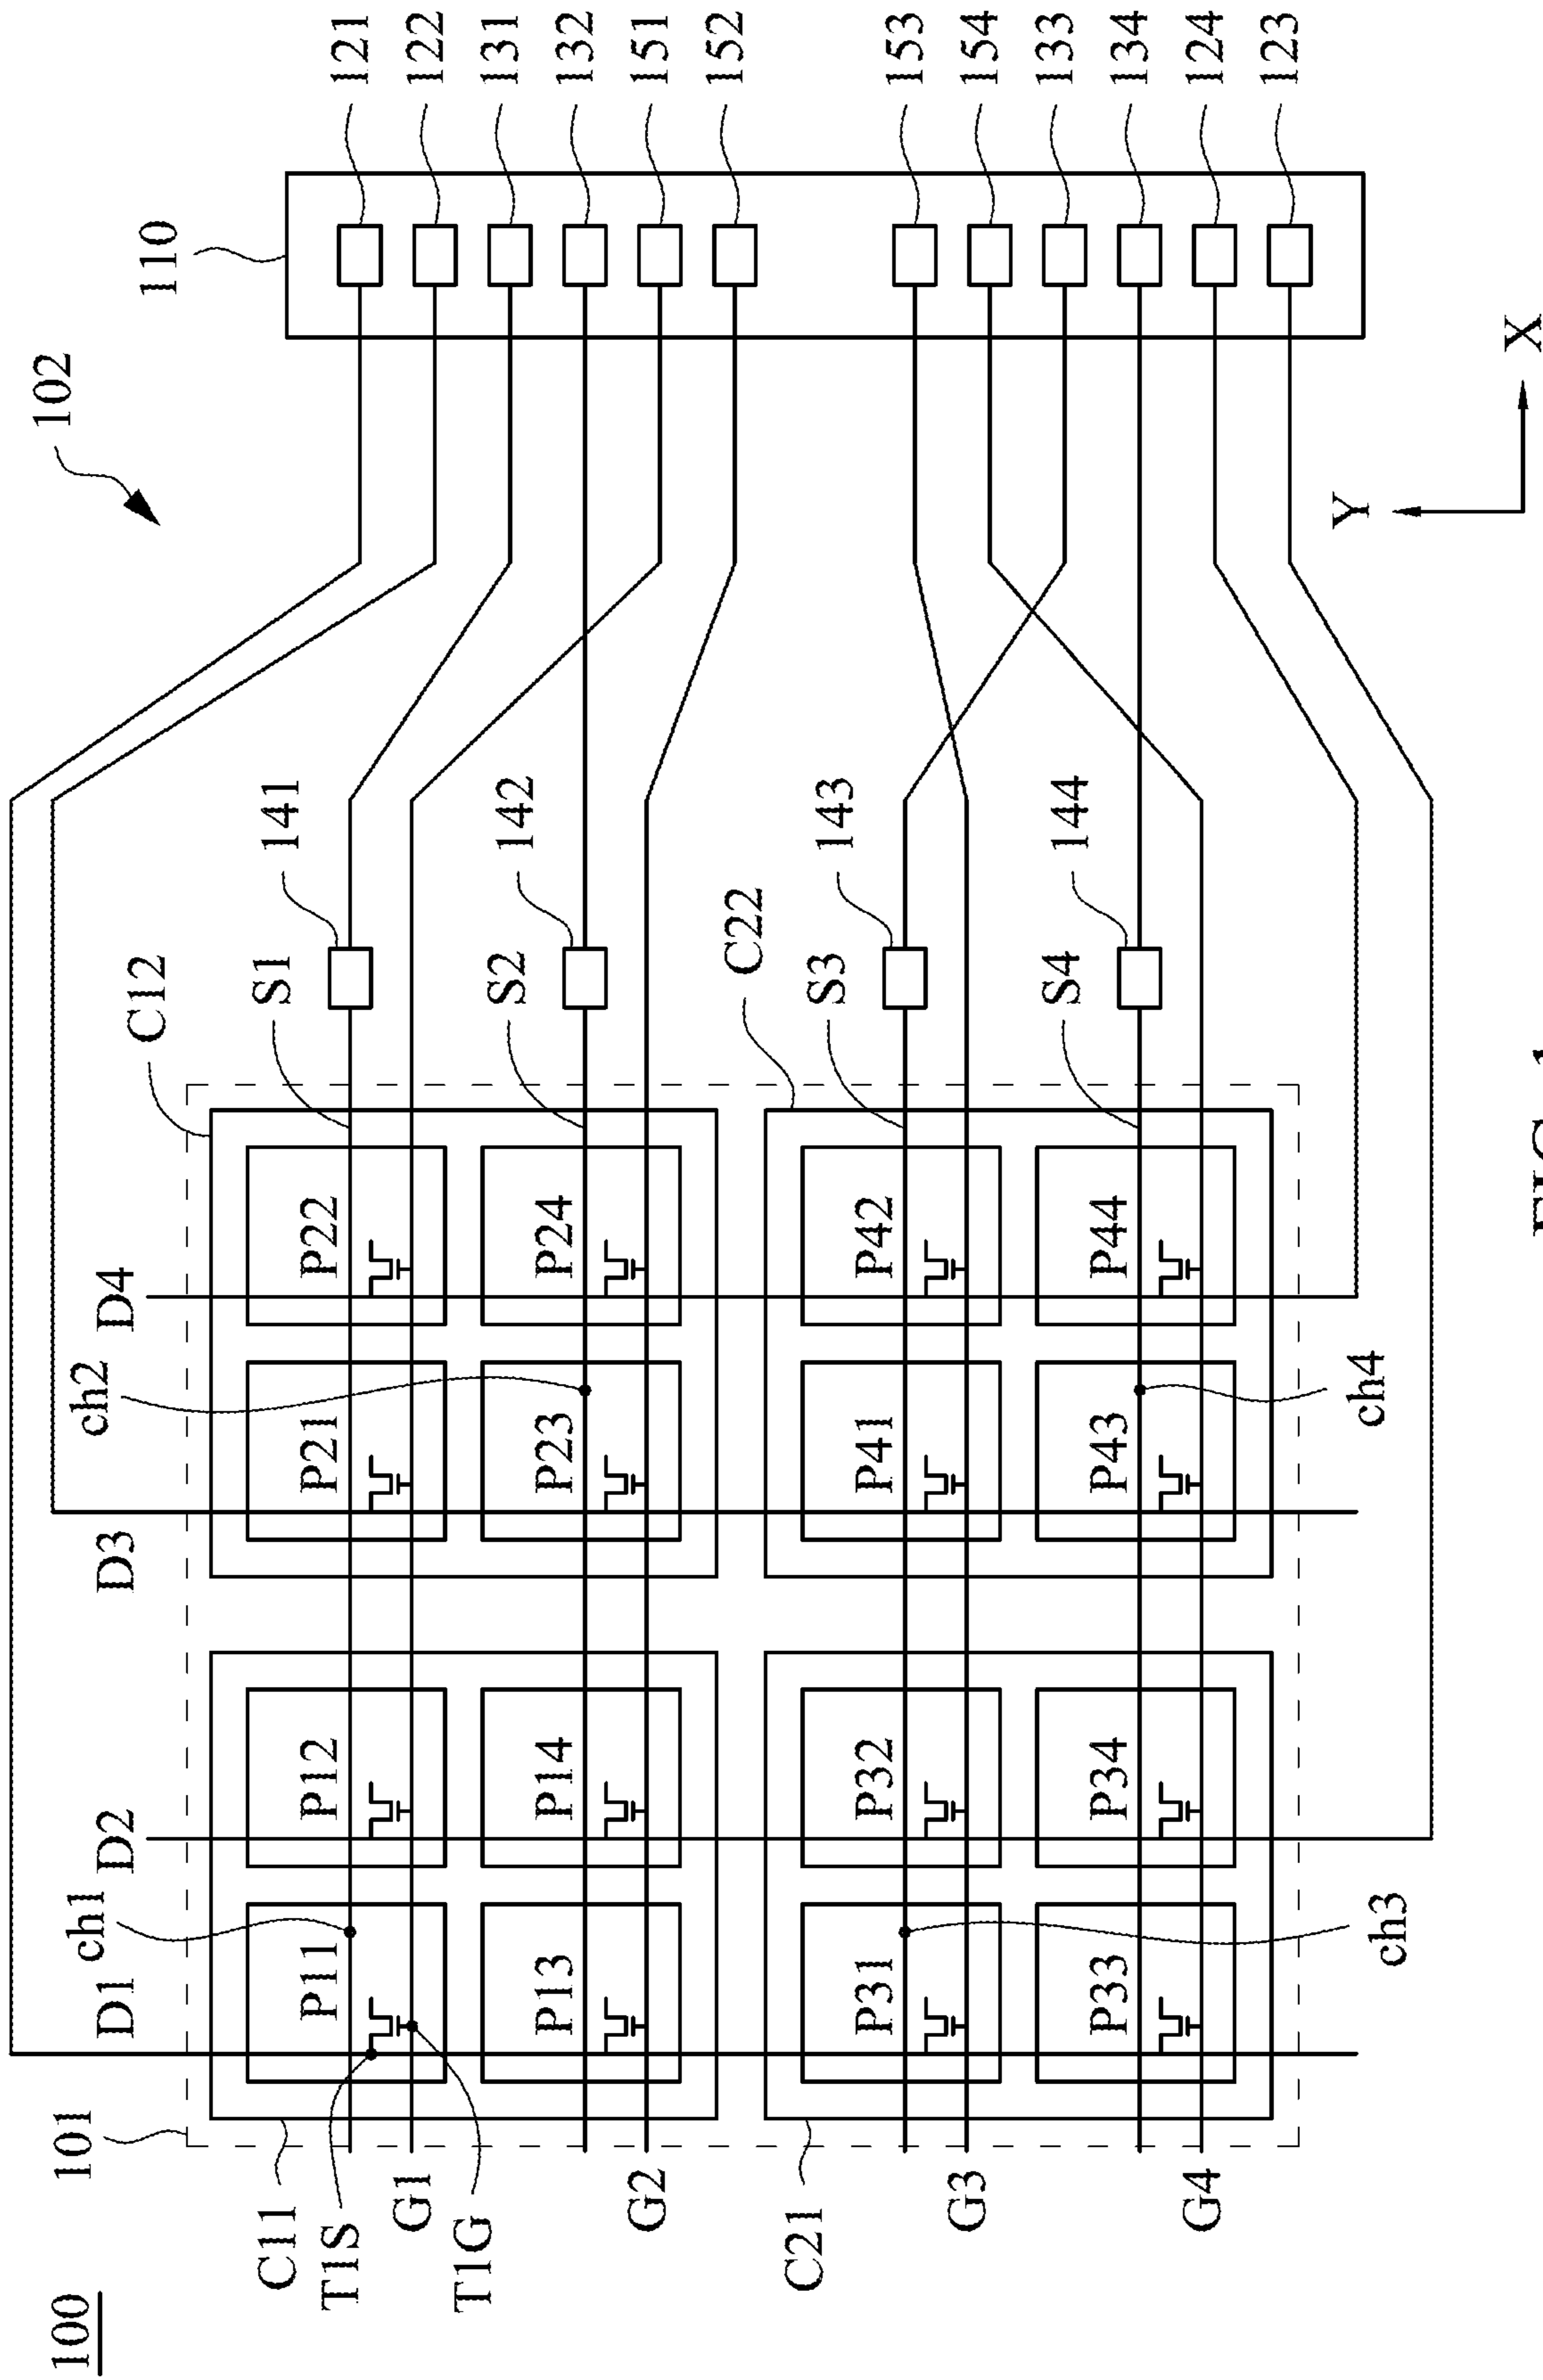 100
102
101
110
121
122
131
132
151
152
153
154
133
134
124
123
D1
ch1
D2
D3
ch2
D4
C12
C11
T1S
G1
T1G
G2
C21
G3
G4
P11
P12
P21
P22
S1
141
P13
P14
P23
P24
S2
142
P31
P32
P41
P42
S3
143
C22
P33
P34
P43
P44
S4
144
ch3
ch4
Y
X